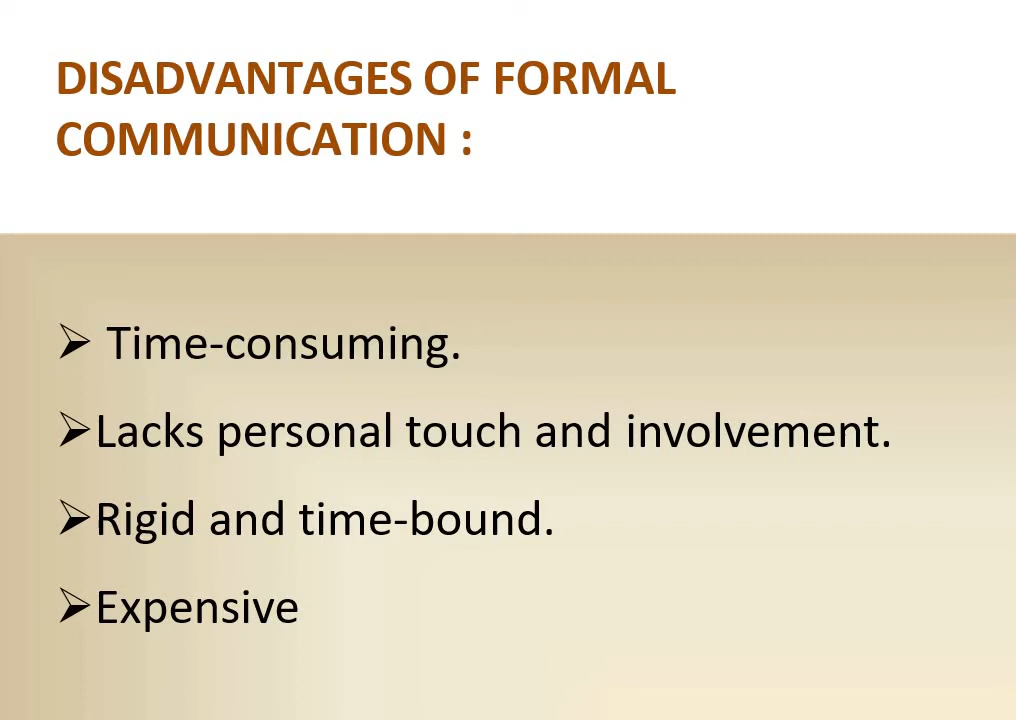 DISADVANTAGES OF FORMAL
COMMUNICATION :
➢ Time-consuming.
➢Lacks personal touch and involvement.
➢Rigid and time-bound.
➢Expensive